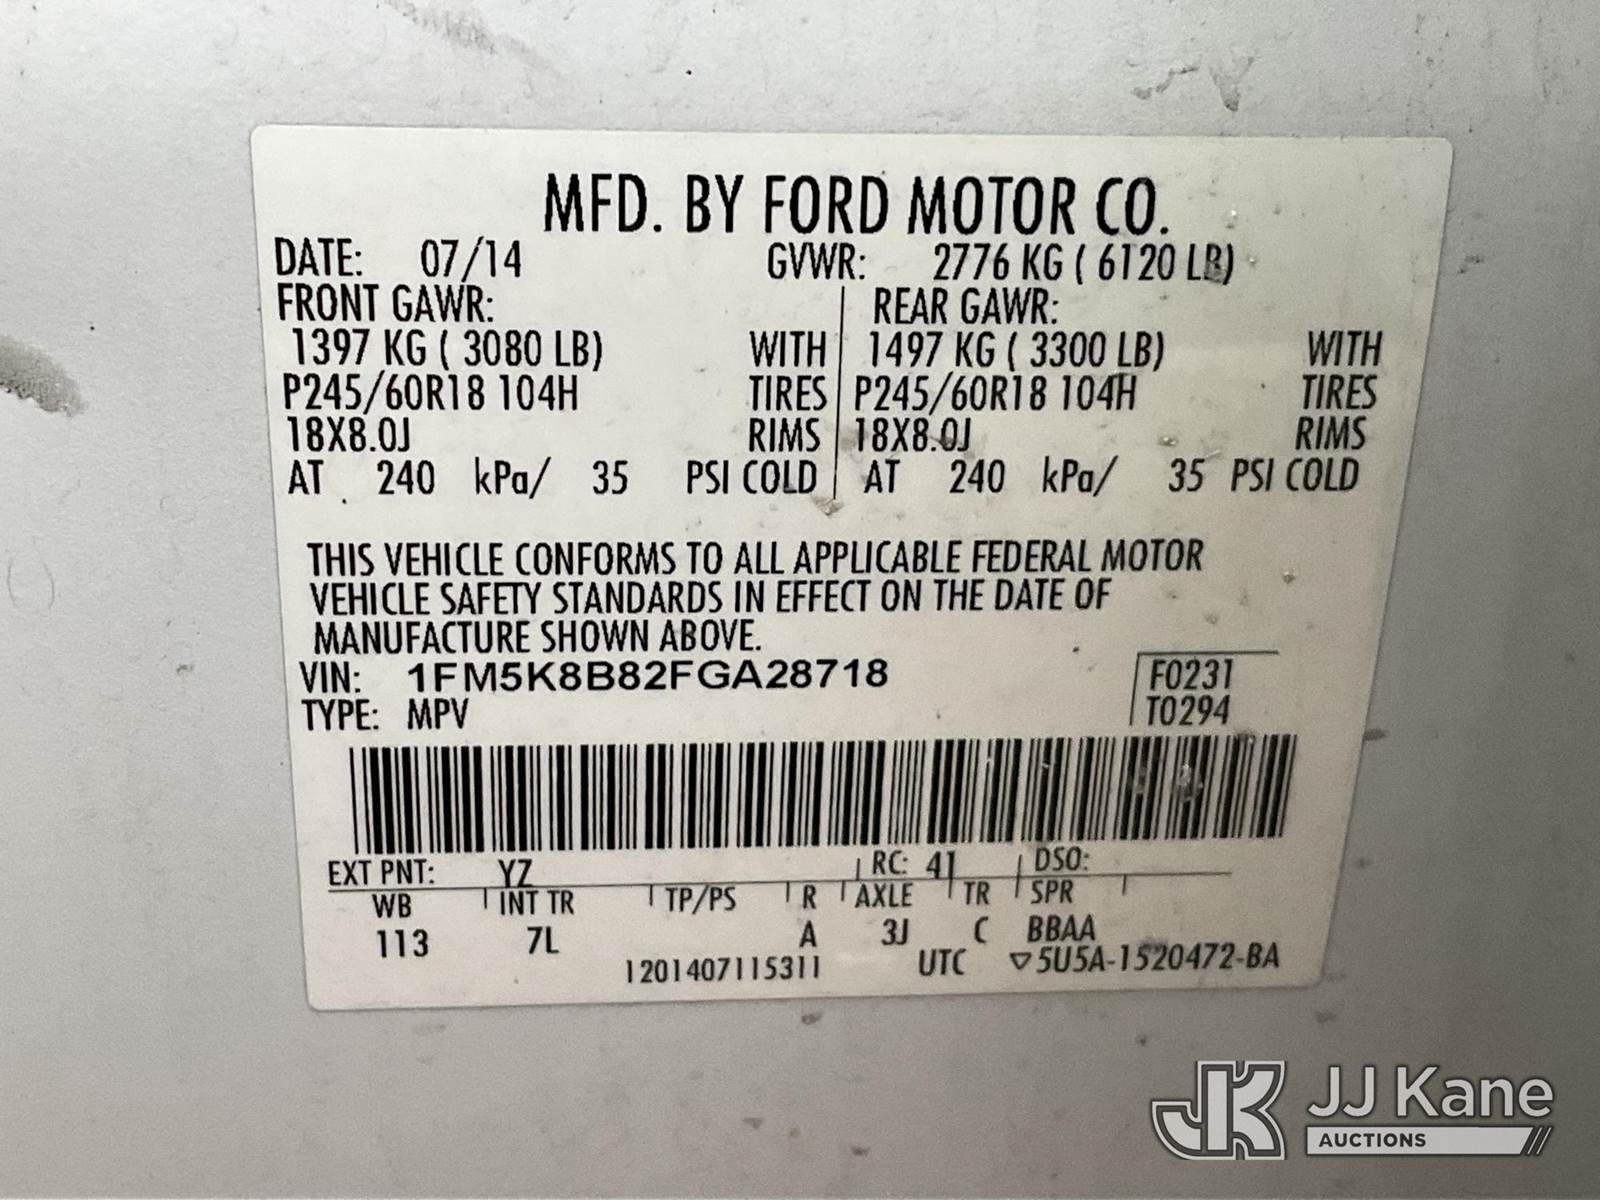 MFD. BY FORD MOTOR CO.
DATE: 07/14 GVWR: 2776 KG ( 6120 LB)
FRONT GAWR: REAR GAWR:
1397 KG ( 3080 LB) WITH 1497 KG ( 3300 LB) WITH
P245/60R18 104H TIRES P245/60R18 104H TIRES
18X8.0J RIMS 18X8.0J RIMS
AT 240 kPa/ 35 PSI COLD AT 240 kPa/ 35 PSI COLD
THIS VEHICLE CONFORMS TO ALL APPLICABLE FEDERAL MOTOR
VEHICLE SAFETY STANDARDS IN EFFECT ON THE DATE OF
MANUFACTURE SHOWN ABOVE.
VIN: 1FM5K8B82FGA28718 F0231
TYPE: MPV T0294
EXT PNT: YZ RC: 41 DSO:
WB INT TR TP/PS R AXLE TR SPR
113 7L A 3J C BBAA
1201407115311 UTC ▽5U5A-1520472-BA
JK JJ Kane
AUCTIONS